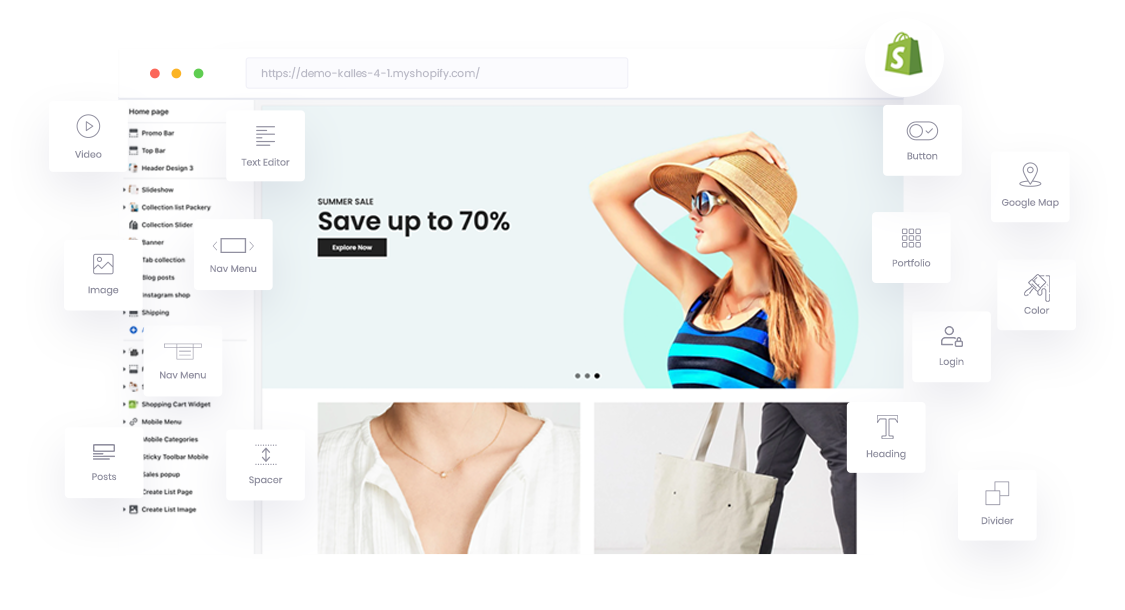 https://demo-kalles-4-1.myshopify.com/
Home page
Promo Bar
Top Bar
Header Design 3
Slideshow
Collection list Packery
Collection Slider
Banner
Tab collection
Blog posts
Instagram shop
Shipping
Shopping Cart Widget
Mobile Menu
Mobile Categories
Sticky Toolbar Mobile
Sales popup
Create List Page
Create List Image
Video
Text Editor
Nav Menu
Image
Nav Menu
Posts
Spacer
SUMMER SALE
Save up to 70%
Explore Now
S
Button
Google Map
Portfolio
Color
Login
T
Heading
Divider